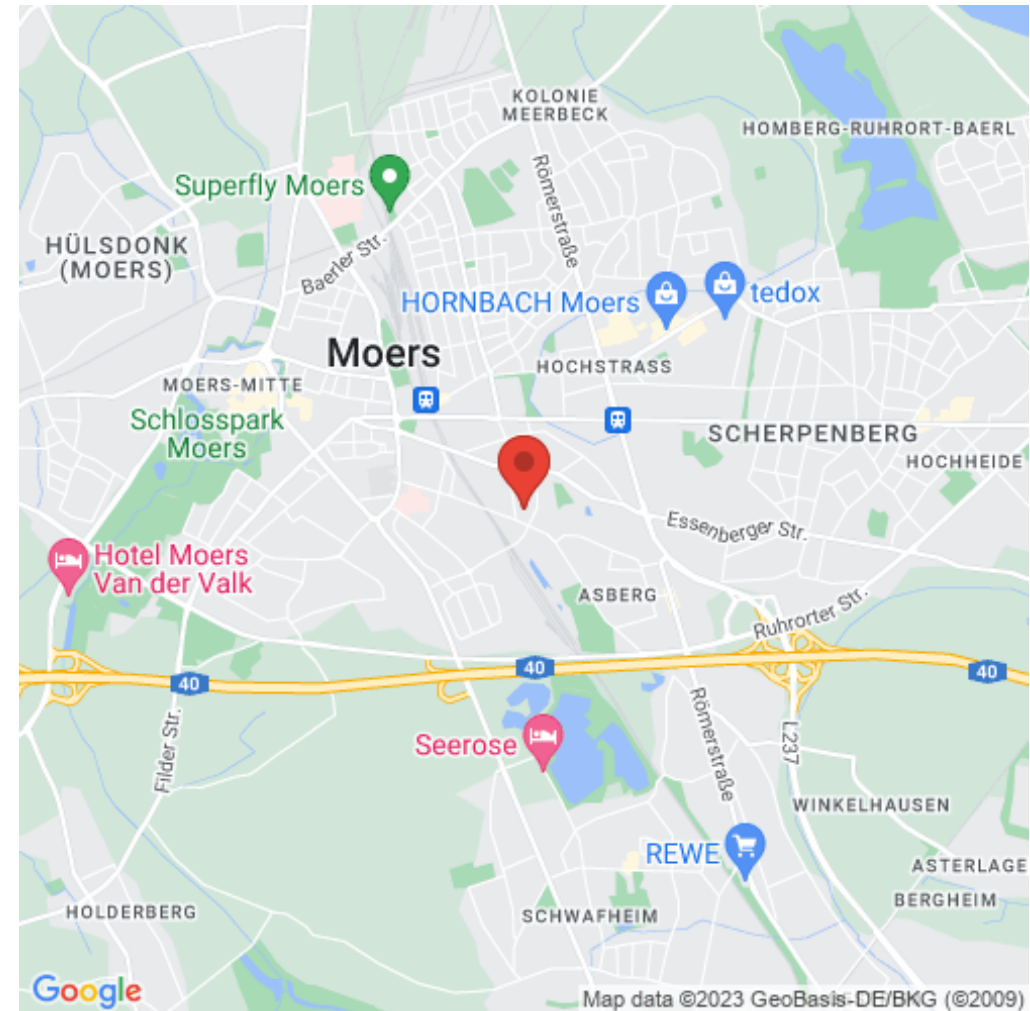 KOLONIE
MEERBECK
HOMBERG-RUHRORT-BAERL
Superfly Moers
Römerstraße
HÜLSDONK
(MOERS)
Baerler Str.
HORNBACH Moers
tedox
Moers
HOCHSTRASS
MOERS-MITTE
Schlosspark
Moers
SCHERPENBERG
HOCHHEIDE
Essenberger Str.
Hotel Moers
Van der Valk
ASBERG
Ruhrorter Str.
40
40
40
Filder Str.
Seerose
Römerstraße
L237
WINKELHAUSEN
REWE
ASTERLAGE
BERGHEIM
HOLDERBERG
SCHWAFHEIM
Google
Map data ©2023 GeoBasis-DE/BKG (©2009)